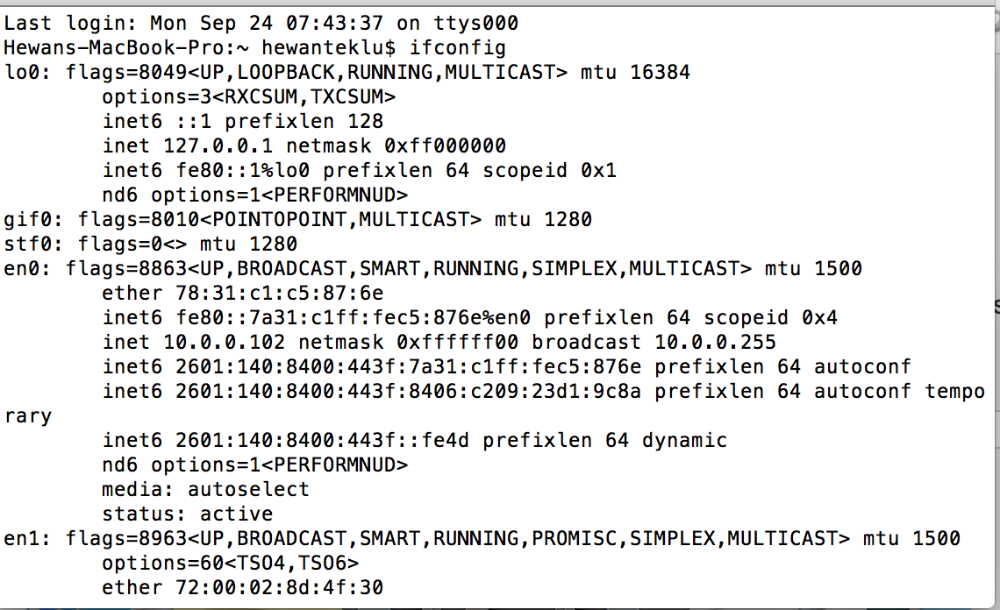 Last login: Mon Sep 24 07:43:37 on ttys000
Hewans-MacBook-Pro:~ hewanteklu$ ifconfig
lo0: flags=8049<UP,LOOPBACK,RUNNING,MULTICAST> mtu 16384
        options=3<RXCSUM,TXCSUM>
        inet6 ::1 prefixlen 128
        inet 127.0.0.1 netmask 0xff000000
        inet6 fe80::1%lo0 prefixlen 64 scopeid 0x1
        nd6 options=1<PERFORMNUD>
gif0: flags=8010<POINTOPOINT,MULTICAST> mtu 1280
stf0: flags=0<> mtu 1280
en0: flags=8863<UP,BROADCAST,SMART,RUNNING,SIMPLEX,MULTICAST> mtu 1500
        ether 78:31:c1:c5:87:6e
        inet6 fe80::7a31:c1ff:fec5:876e%en0 prefixlen 64 scopeid 0x4
        inet 10.0.0.102 netmask 0xffffff00 broadcast 10.0.0.255
        inet6 2601:140:8400:443f:7a31:c1ff:fec5:876e prefixlen 64 autoconf
        inet6 2601:140:8400:443f:8406:c209:23d1:9c8a prefixlen 64 autoconf tempo
rary
        inet6 2601:140:8400:443f::fe4d prefixlen 64 dynamic
        nd6 options=1<PERFORMNUD>
        media: autoselect
        status: active
en1: flags=8963<UP,BROADCAST,SMART,RUNNING,PROMISC,SIMPLEX,MULTICAST> mtu 1500
        options=60<TSO4,TSO6>
        ether 72:00:02:8d:4f:30